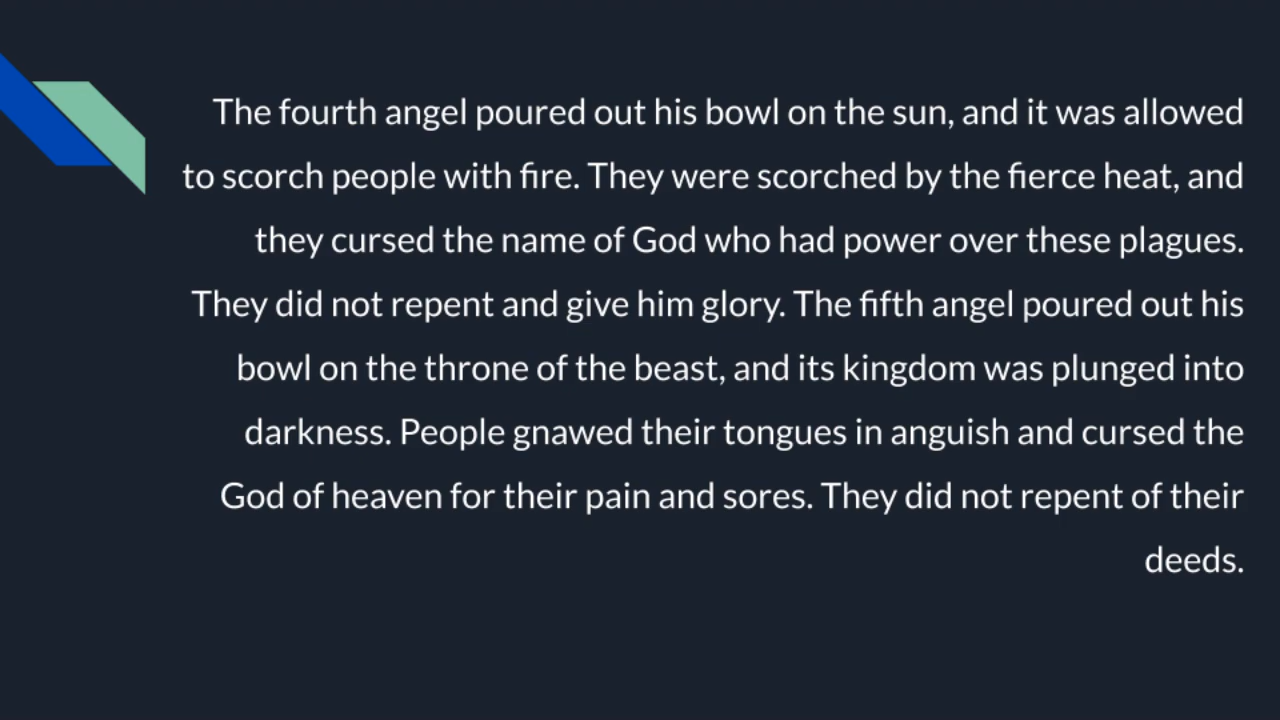 The fourth angel poured out his bowl on the sun, and it was allowed
to scorch people with fire. They were scorched by the fierce heat, and
they cursed the name of God who had power over these plagues.
They did not repent and give him glory. The fifth angel poured out his
bowl on the throne of the beast, and its kingdom was plunged into
darkness. People gnawed their tongues in anguish and cursed the
God of heaven for their pain and sores. They did not repent of their
deeds.